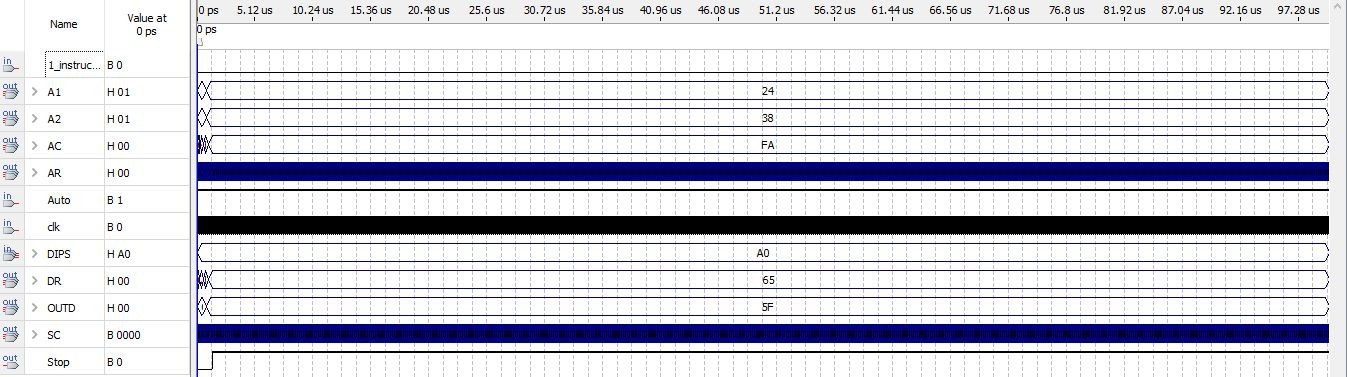 Name Value at 0 ps 0 ps 5.12 us 10.24 us 15.36 us 20.48 us 25.6 us 30.72 us 35.84 us 40.96 us 46.08 us 51.2 us 56.32 us 61.44 us 66.56 us 71.68 us 76.8 us 81.92 us 87.04 us 92.16 us 97.28 us
0 ps
in 1_instruc... B 0
out A1 H 01 24
out A2 H 01 38
out AC H 00 FA
out AR H 00
in Auto B 1
in clk B 0
in DIPS H A0 A0
out DR H 00 65
out OUTD H 00 5F
out SC B 0000
out Stop B 0